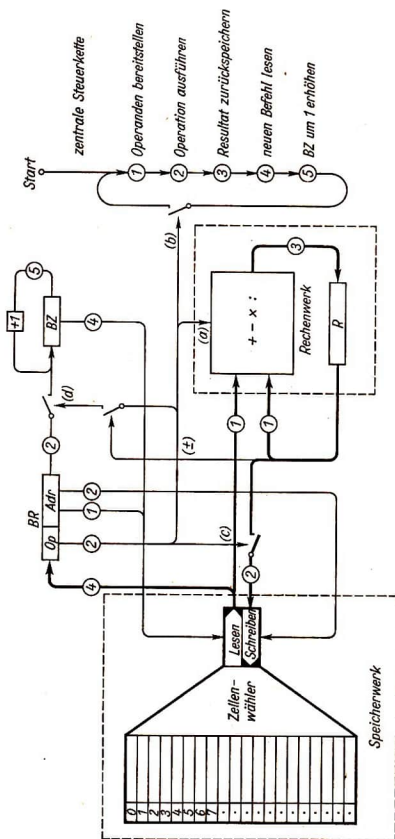 Start
zentrale Steuerkette
1 Operanden bereitstellen
2 Operation ausführen
3 Resultat zurückspeichern
4 neuen Befehl lesen
5 BZ um 1 erhöhen
(b)
+1
5
BZ
4
(d)
2
BR
Op Adr
2
1
2
(±)
(a)
+ − × :
3
Rechenwerk
R
1
1
(c)
2
4
Lesen
Schreiben
Zellen-
wähler
Speicherwerk
0
1
2
3
4
5
6
7